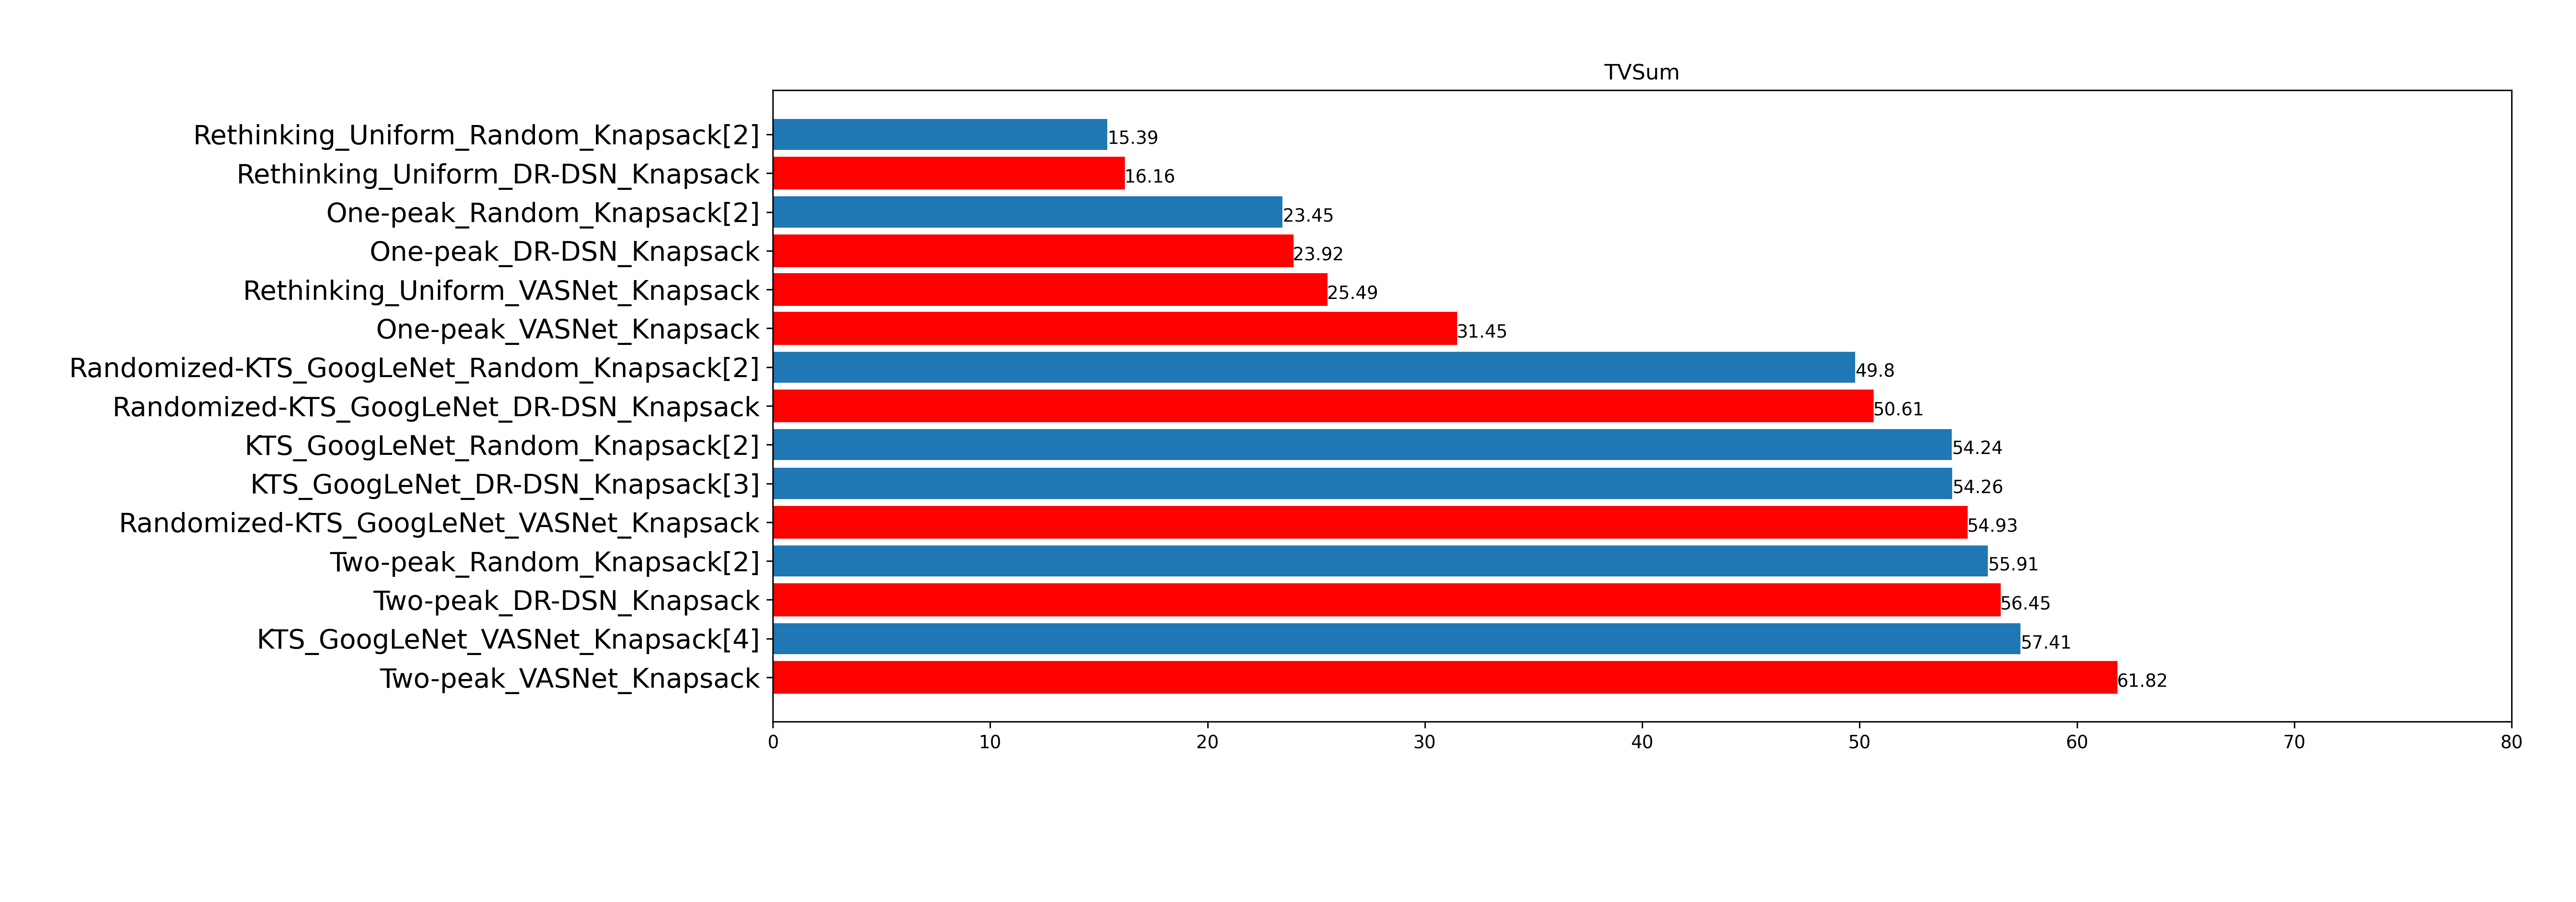 TVSum
Rethinking_Uniform_Random_Knapsack[2] 15.39
Rethinking_Uniform_DR-DSN_Knapsack 16.16
One-peak_Random_Knapsack[2] 23.45
One-peak_DR-DSN_Knapsack 23.92
Rethinking_Uniform_VASNet_Knapsack 25.49
One-peak_VASNet_Knapsack 31.45
Randomized-KTS_GoogLeNet_Random_Knapsack[2] 49.8
Randomized-KTS_GoogLeNet_DR-DSN_Knapsack 50.61
KTS_GoogLeNet_Random_Knapsack[2] 54.24
KTS_GoogLeNet_DR-DSN_Knapsack[3] 54.26
Randomized-KTS_GoogLeNet_VASNet_Knapsack 54.93
Two-peak_Random_Knapsack[2] 55.91
Two-peak_DR-DSN_Knapsack 56.45
KTS_GoogLeNet_VASNet_Knapsack[4] 57.41
Two-peak_VASNet_Knapsack 61.82
0 10 20 30 40 50 60 70 80